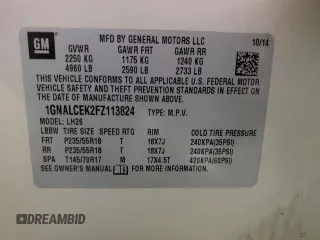 GM
MFD BY GENERAL MOTORS LLC 10/14
GVWR GAWR FRT GAWR RR
2250 KG 1175 KG 1240 KG
4960 LB 2590 LB 2733 LB
THIS VEHICLE CONFORMS TO ALL APPLICABLE
U.S. FEDERAL MOTOR VEHICLE SAFETY, BUMPER,
AND THEFT PREVENTION STANDARDS IN EFFECT ON THE
DATE OF MANUFACTURE SHOWN ABOVE.
1GNALCEK2FZ113824 TYPE: M.P.V.
MODEL: LH26
LBBW TIRE SIZE SPEED RTG RIM COLD TIRE PRESSURE
FRT P235/55R18 T 18X7J 240KPA(35PSI)
RR P235/55R18 T 18X7J 240KPA(35PSI)
SPA T145/70R17 M 17X4.5T 420KPA(60PSI)
SEE OWNER'S MANUAL FOR ADDITIONAL INFORMATION.
DREAMBID